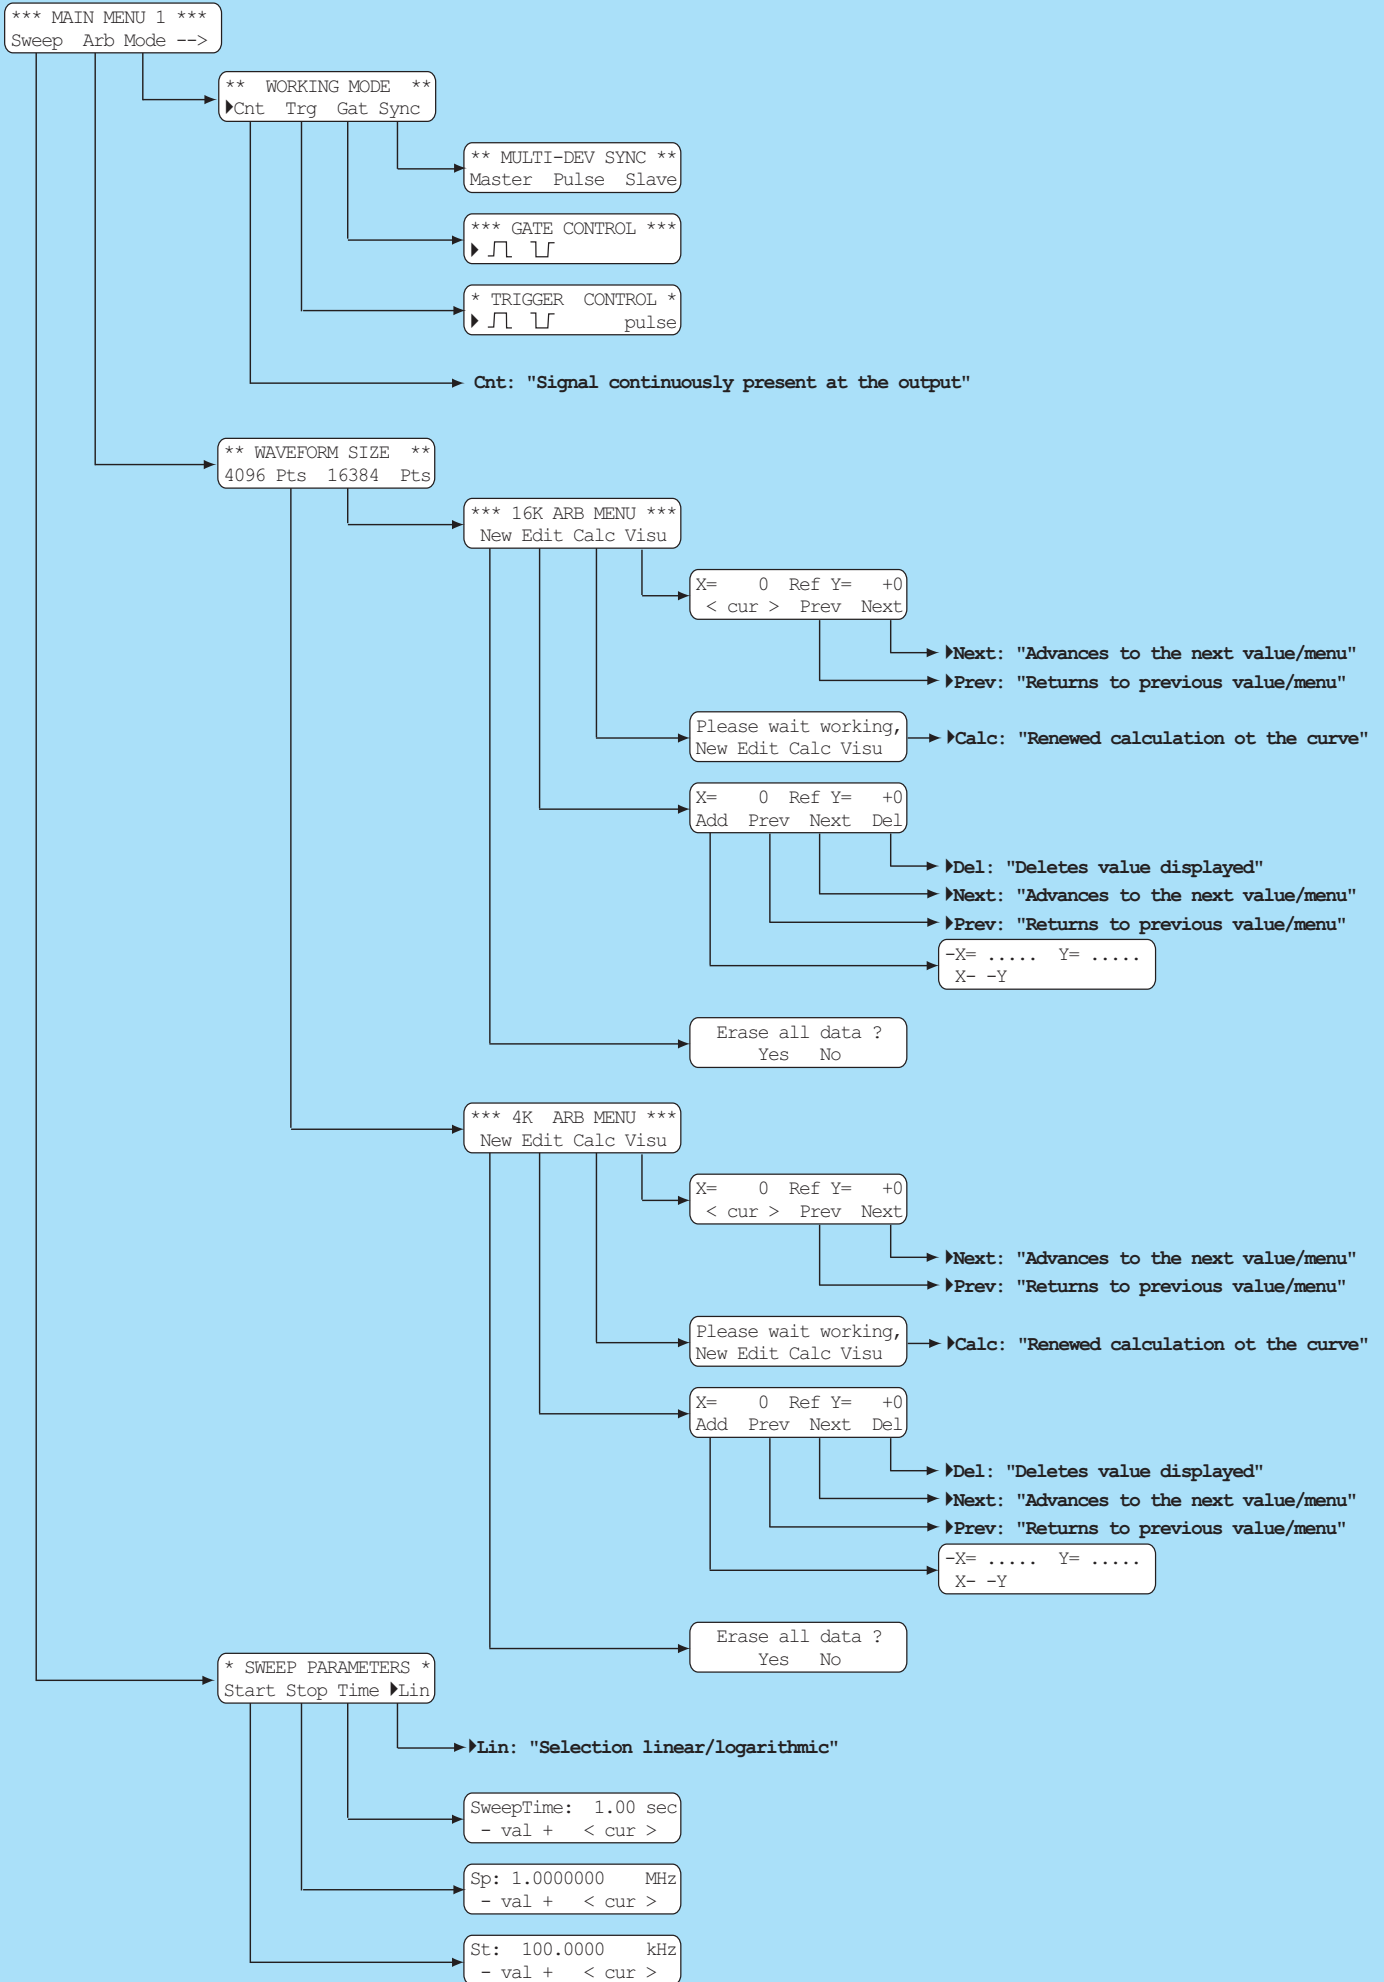 *** MAIN MENU 1 ***
Sweep Arb Mode -->
** WORKING MODE **
Cnt Trg Gat Sync
** MULTI-DEV SYNC **
Master Pulse Slave
*** GATE CONTROL ***
* TRIGGER CONTROL *
pulse
Cnt: "Signal continuously present at the output"
** WAVEFORM SIZE **
4096 Pts 16384 Pts
*** 16K ARB MENU ***
New Edit Calc Visu
X= 0 Ref Y= +0
< cur > Prev Next
Next: "Advances to the next value/menu"
Prev: "Returns to previous value/menu"
Please wait working,
New Edit Calc Visu
Calc: "Renewed calculation ot the curve"
X= 0 Ref Y= +0
Add Prev Next Del
Del: "Deletes value displayed"
Next: "Advances to the next value/menu"
Prev: "Returns to previous value/menu"
-X= ..... Y= .....
X- -Y
Erase all data ?
Yes No
*** 4K ARB MENU ***
New Edit Calc Visu
X= 0 Ref Y= +0
< cur > Prev Next
Next: "Advances to the next value/menu"
Prev: "Returns to previous value/menu"
Please wait working,
New Edit Calc Visu
Calc: "Renewed calculation ot the curve"
X= 0 Ref Y= +0
Add Prev Next Del
Del: "Deletes value displayed"
Next: "Advances to the next value/menu"
Prev: "Returns to previous value/menu"
-X= ..... Y= .....
X- -Y
Erase all data ?
Yes No
* SWEEP PARAMETERS *
Start Stop Time Lin
Lin: "Selection linear/logarithmic"
SweepTime: 1.00 sec
- val + < cur >
Sp: 1.0000000 MHz
- val + < cur >
St: 100.0000 kHz
- val + < cur >